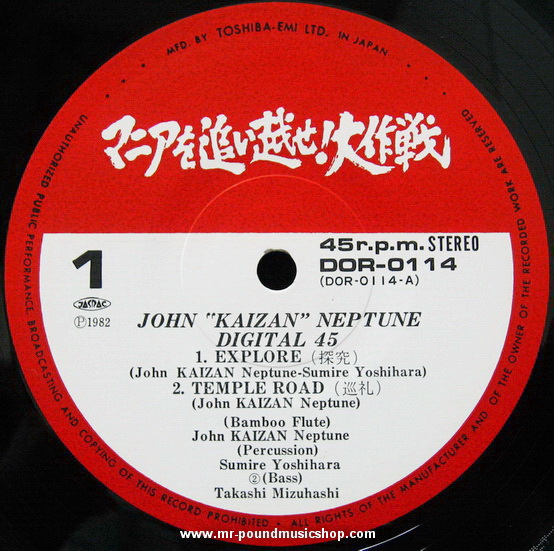 MFD. BY TOSHIBA-EMI LTD. IN JAPAN
マニアを追い越せ!大作戦
1
JASRAC
Ⓟ1982
45r.p.m. STEREO
DOR-0114
(DOR-0114-A)
JOHN "KAIZAN" NEPTUNE
DIGITAL 45
1. EXPLORE (探究)
(John KAIZAN Neptune-Sumire Yoshihara)
2. TEMPLE ROAD (巡礼)
(John KAIZAN Neptune)
(Bamboo Flute)
John KAIZAN Neptune
(Percussion)
Sumire Yoshihara
②(Bass)
Takashi Mizuhashi
UNAUTHORIZED PUBLIC PERFORMANCE, BROADCASTING AND COPYING OF THIS RECORD PROHIBITED • ALL RIGHTS OF THE MANUFACTURER AND OF THE OWNER OF THE RECORDED WORK ARE RESERVED
www.mr-poundmusicshop.com